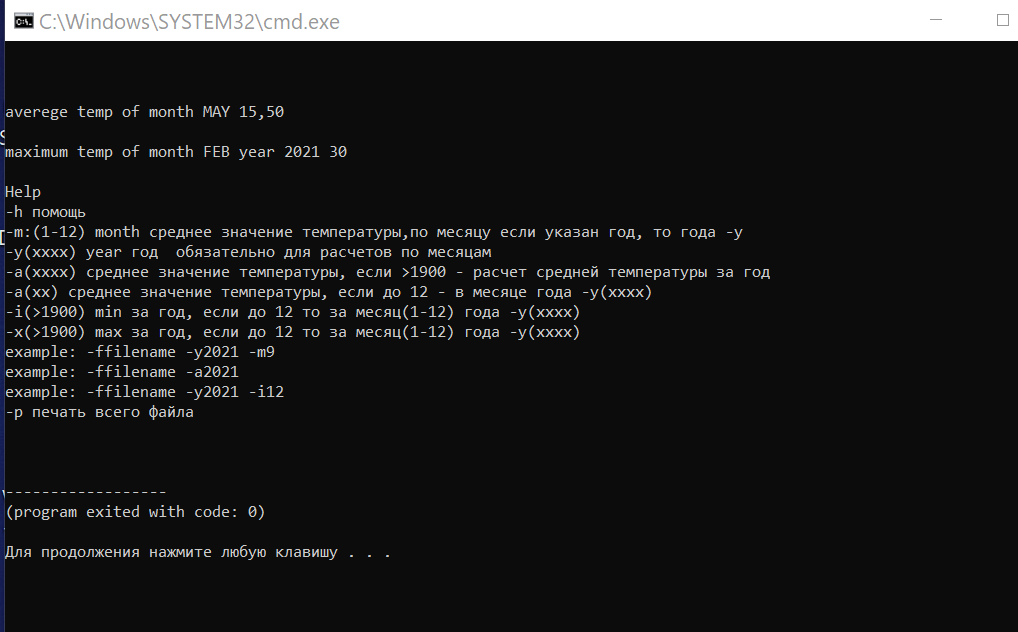 C:\Windows\SYSTEM32\cmd.exe
averege temp of month MAY 15,50
maximum temp of month FEB year 2021 30
Help
-h помощь
-m:(1-12) month среднее значение температуры,по месяцу если указан год, то года -y
-y(xxxx) year год  обязательно для расчетов по месяцам
-a(xxxx) среднее значение температуры, если >1900 - расчет средней температуры за год
-a(xx) среднее значение температуры, если до 12 - в месяце года -y(xxxx)
-i(>1900) min за год, если до 12 то за месяц(1-12) года -y(xxxx)
-x(>1900) max за год, если до 12 то за месяц(1-12) года -y(xxxx)
example: -ffilename -y2021 -m9
example: -ffilename -a2021
example: -ffilename -y2021 -i12
-p печать всего файла
------------------
(program exited with code: 0)
Для продолжения нажмите любую клавишу . . .